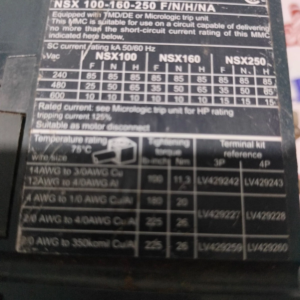 NSX 100-160-250 F/N/H/NA
Equipped with TMD/DE or Micrologic trip unit
This MMC is suitable for use on a circuit capable of delivering
no more than the short-circuit current rating of this MMC
indicated here below,
SC current rating kA 50/60 Hz
Vac NSX100 NSX160 NSX250
F N H F N H F N H
240 85 85 85 85 85 85 85 85
480 25 50 65 35 50 65 35 50 65
600 10 10 10 10 10 10
Rated current: see Micrologic trip unit for HP rating
tripping current 125%
Suitable as motor disconnect
Temperature rating 75°C
wire size
Tightening torque
lb-inch Nm
Terminal kit reference
3P 4P
14AWG to 3/0AWG Cu
12AWG to 4/0AWG Al 100 11,3 LV429242 LV429243
4 AWG to 1/0 AWG Cu/Al 180 20
2/0 AWG to 4/0AWG Cu/Al 225 26 LV429227 LV429228
2/0 AWG to 350kcmil Cu/Al 225 26 LV429259 LV429260